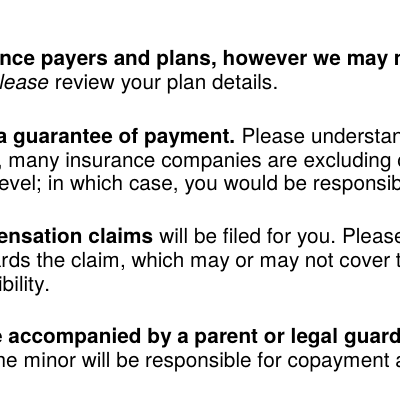 nce payers and plans, however we may
lease review your plan details.
a guarantee of payment. Please understan
, many insurance companies are excluding
evel; in which case, you would be responsib
ensation claims will be filed for you. Please
rds the claim, which may or may not cover
ibility.
accompanied by a parent or legal guard
he minor will be responsible for copayment